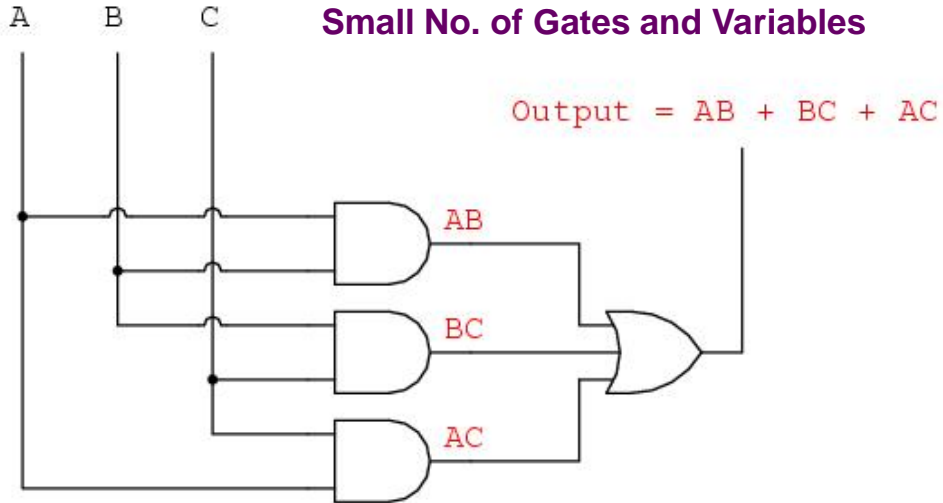 A B C Small No. of Gates and Variables
Output = AB + BC + AC
AB
BC
AC